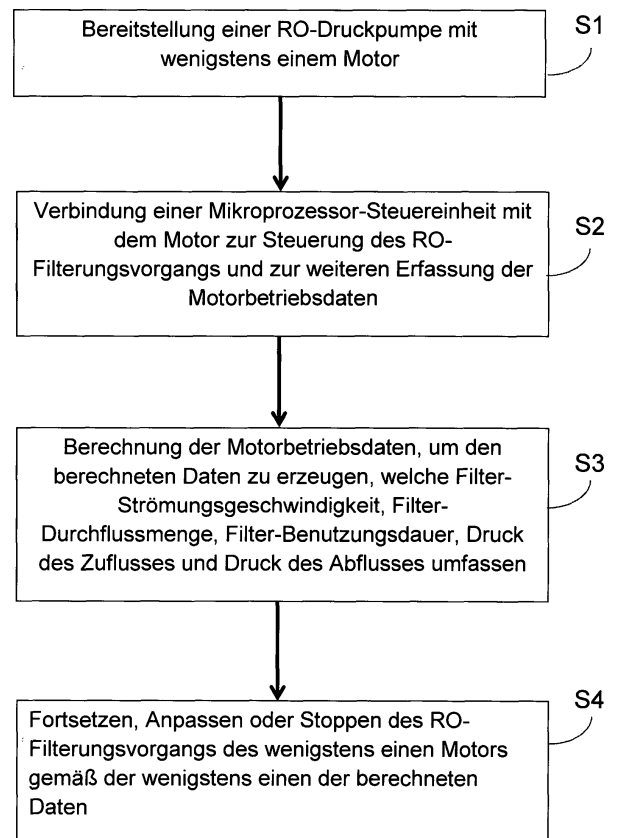 Bereitstellung einer RO-Druckpumpe mit
wenigstens einem Motor
S1
Verbindung einer Mikroprozessor-Steuereinheit mit
dem Motor zur Steuerung des RO-
Filterungsvorgangs und zur weiteren Erfassung der
Motorbetriebsdaten
S2
Berechnung der Motorbetriebsdaten, um den
berechneten Daten zu erzeugen, welche Filter-
Strömungsgeschwindigkeit, Filter-
Durchflussmenge, Filter-Benutzungsdauer, Druck
des Zuflusses und Druck des Abflusses umfassen
S3
Fortsetzen, Anpassen oder Stoppen des RO-
Filterungsvorgangs des wenigstens einen Motors
gemäß der wenigstens einen der berechneten
Daten
S4